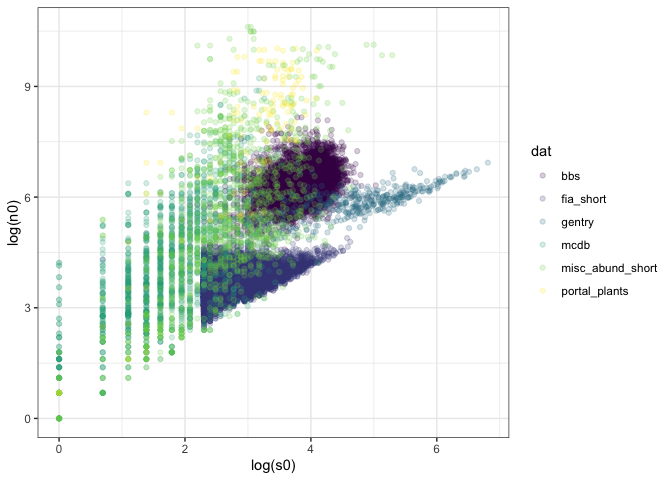 9
6
3
0
log(n0)
0
2
4
6
log(s0)
dat
bbs
fia_short
gentry
mcdb
misc_abund_short
portal_plants